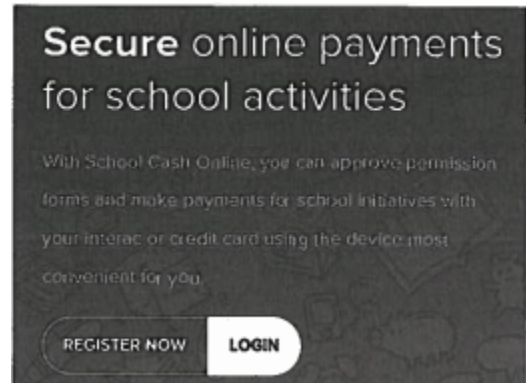 Secure online payments
for school activities
With School Cash Online, you can approve permission
forms and make payments for school initiatives with
your interac or credit card using the device most
convenient for you.
REGISTER NOW LOGIN